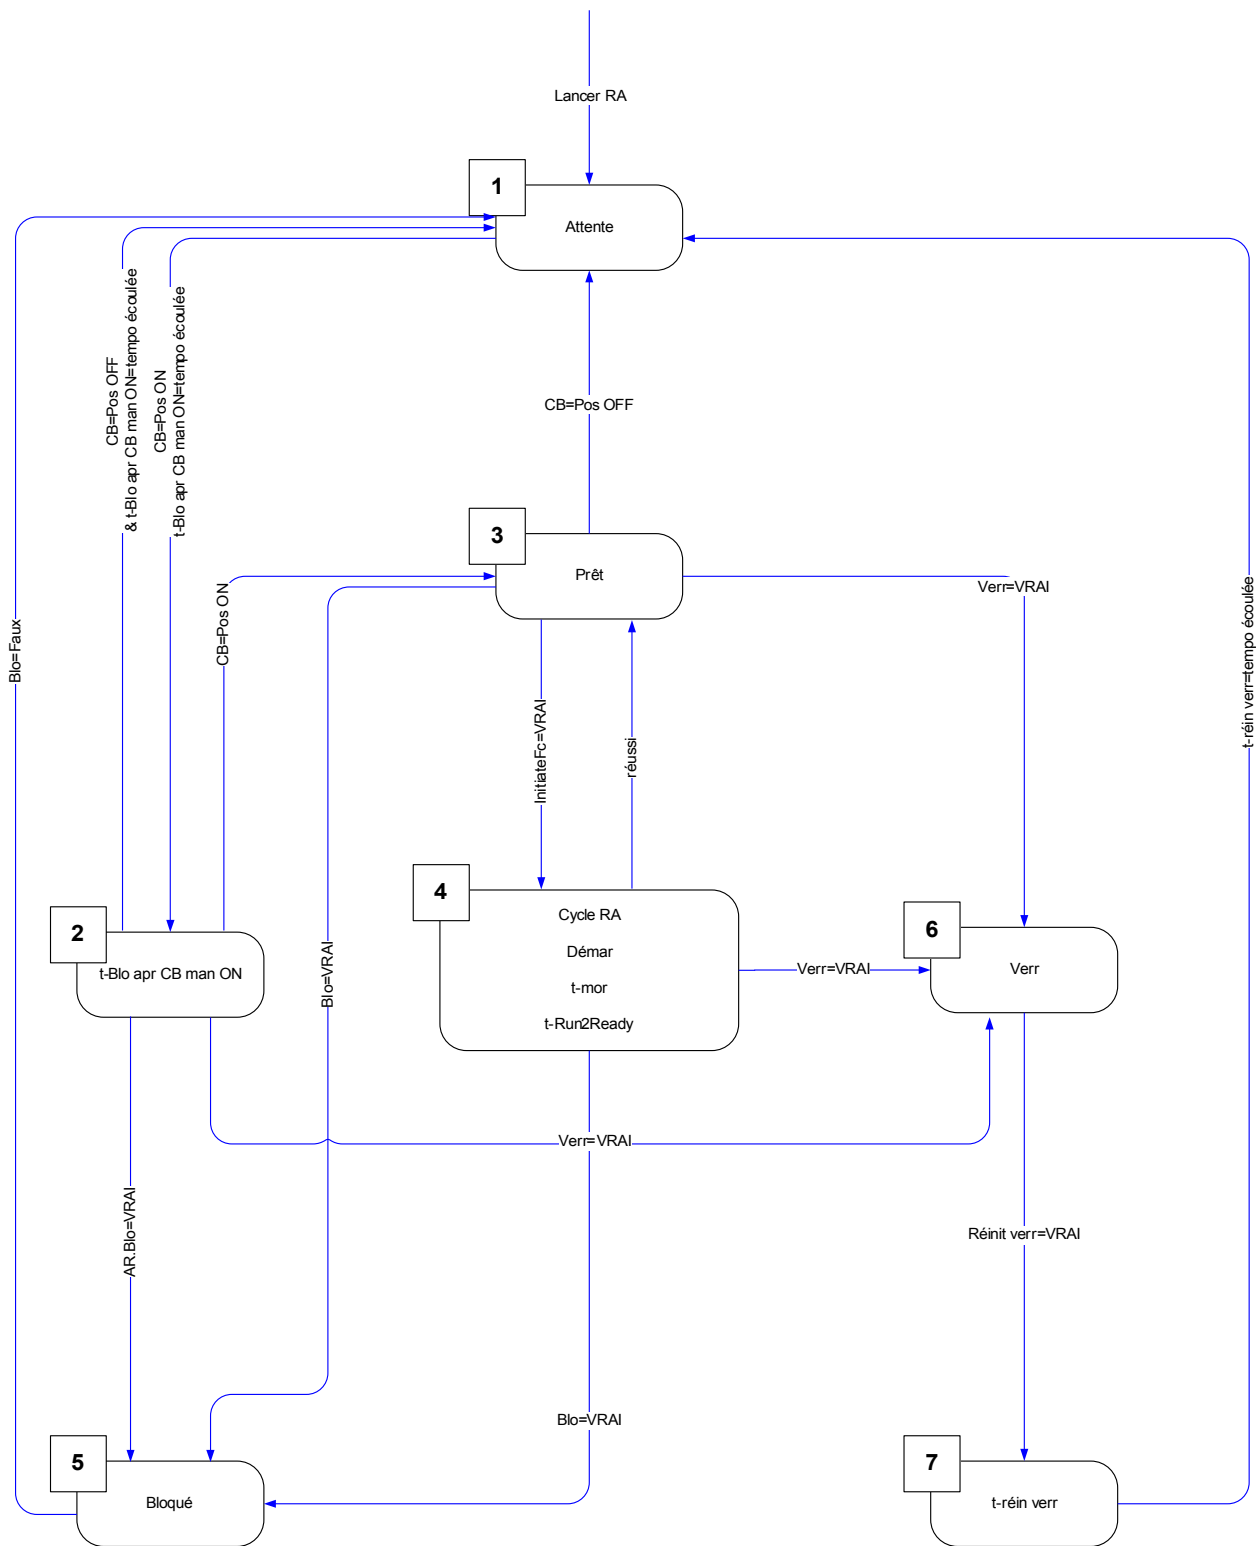 Lancer RA
1
Attente
CB=Pos OFF
& t-Blo apr CB man ON=tempo écoulée
CB=Pos ON
t-Blo apr CB man ON=tempo écoulée
CB=Pos OFF
3
Prêt
Verr=VRAI
CB=Pos ON
Blo=Faux
t-réin verr=tempo écoulée
InitiateFc=VRAI
réussi
4
Cycle RA
Démar
t-mor
t-Run2Ready
2
t-Blo apr CB man ON
Blo=VRAI
Verr=VRAI
6
Verr
Verr=VRAI
AR.Blo=VRAI
Réinit verr=VRAI
Blo=VRAI
5
Bloqué
7
t-réin verr